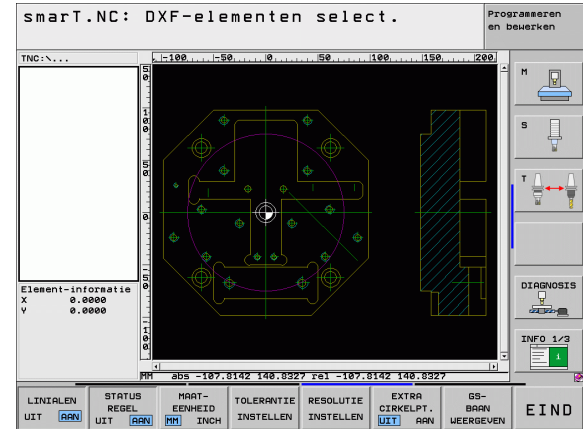 smarT.NC: DXF-elementen select.
Programmeren
en bewerken
TNC:\...
-100 -50 0 50 100 150 200
50
100
50
0
-50
-100
M
S
T
DIAGNOSIS
INFO 1/3
Element-informatie
X 0.0000
Y 0.0000
MM abs -107.8142 140.8327 rel -107.8142 140.8327
LINIALEN
UIT AAN
STATUS
REGEL
UIT AAN
MAAT-
EENHEID
MM INCH
TOLERANTIE
INSTELLEN
RESOLUTIE
INSTELLEN
EXTRA
CIRKELPT.
UIT AAN
GS-
BAAN
WEERGEVEN
EIND